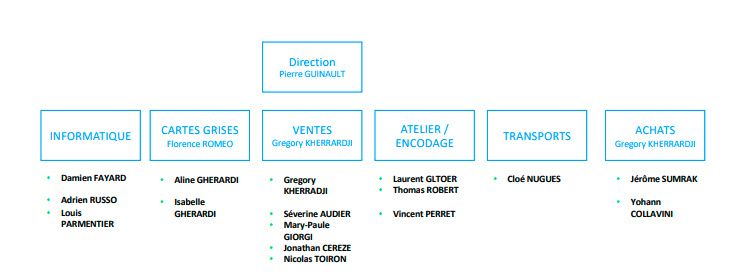 Direction
Pierre GUINAULT
INFORMATIQUE
CARTES GRISES
Florence ROMEO
VENTES
Gregory KHERRARDJI
ATELIER /
ENCODAGE
TRANSPORTS
ACHATS
Gregory KHERRARDJI
Damien FAYARD
Adrien RUSSO
Louis
PARMENTIER
Aline GHERARDI
Isabelle
GHERARDI
Gregory
KHERRADJI
Séverine AUDIER
Mary-Paule
GIORGI
Jonathan CEREZE
Nicolas TOIRON
Laurent GLTOER
Thomas ROBERT
Vincent PERRET
Cloé NUGUES
Jérôme SUMRAK
Yohann
COLLAVINI